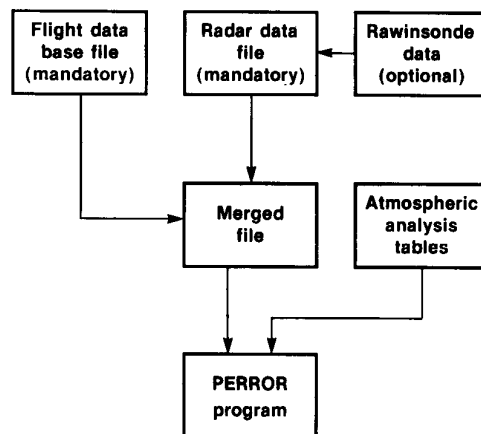 Flight data
base file
(mandatory)
Radar data
file
(mandatory)
Rawinsonde
data
(optional)
Merged
file
Atmospheric
analysis
tables
PERROR
program